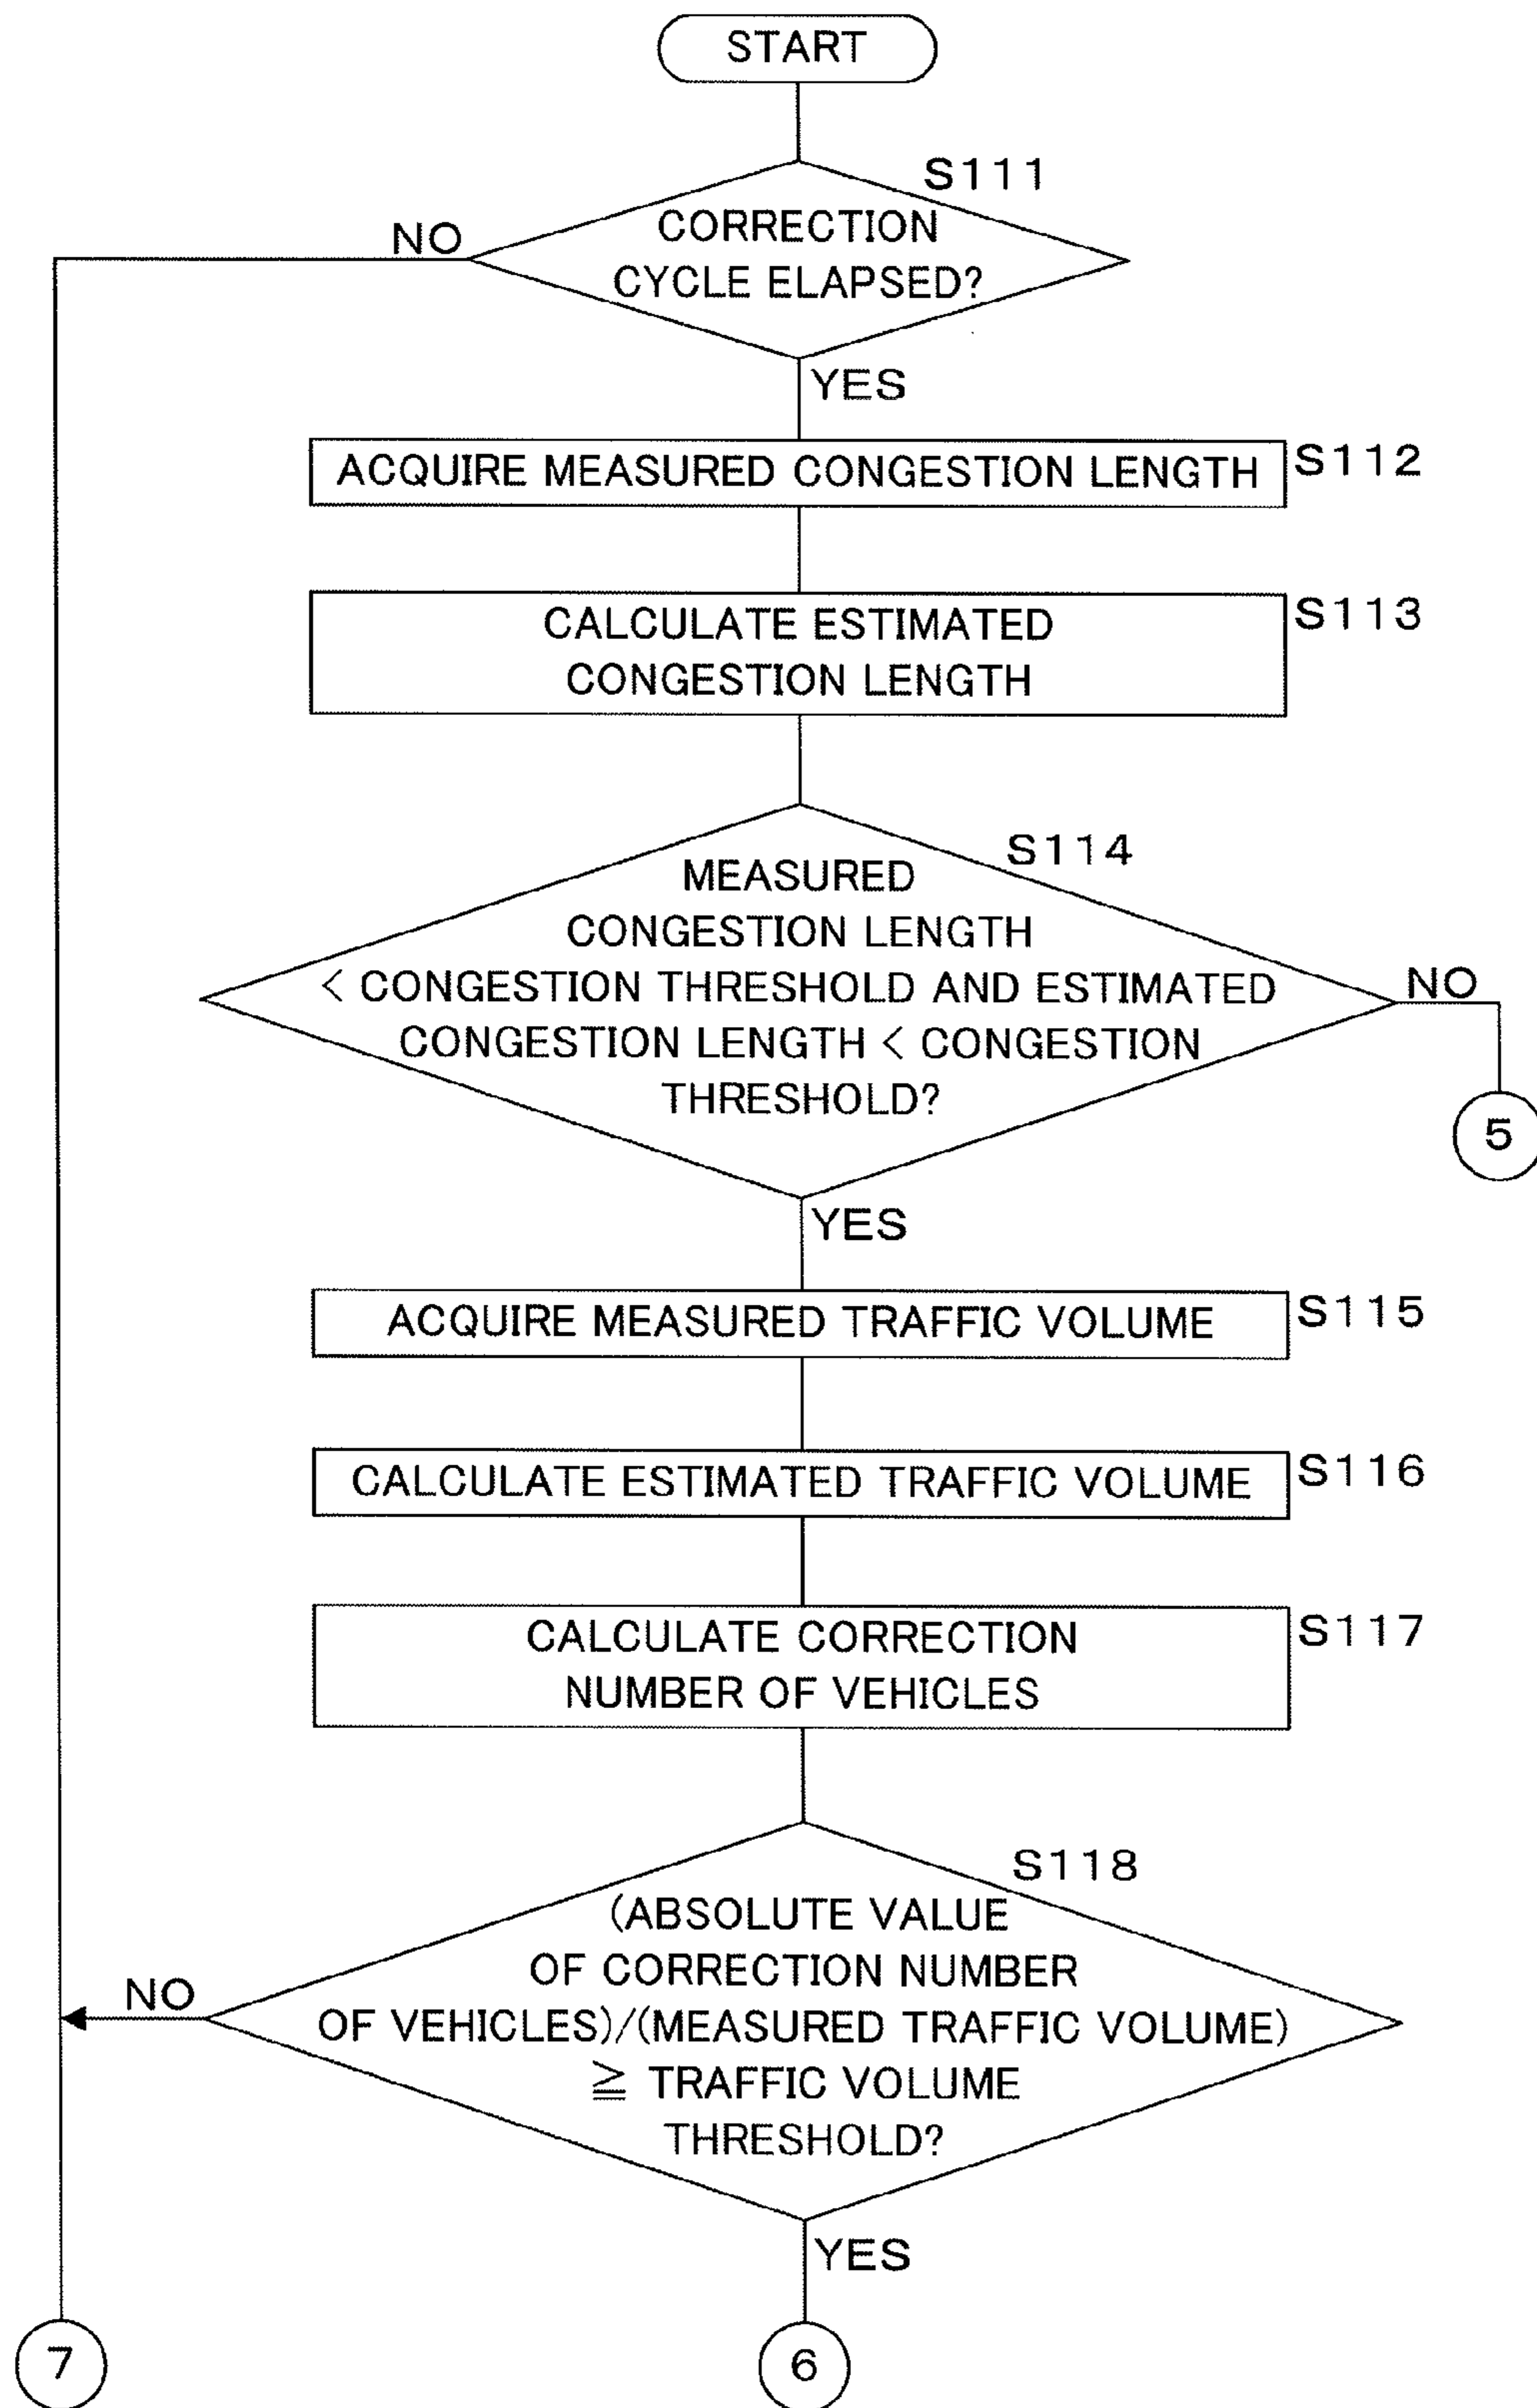 START
S111
NO
CORRECTION
CYCLE ELAPSED?
YES
ACQUIRE MEASURED CONGESTION LENGTH
S112
CALCULATE ESTIMATED
CONGESTION LENGTH
S113
S114
MEASURED
CONGESTION LENGTH
< CONGESTION THRESHOLD AND ESTIMATED
CONGESTION LENGTH < CONGESTION
THRESHOLD?
NO
5
YES
ACQUIRE MEASURED TRAFFIC VOLUME
S115
CALCULATE ESTIMATED TRAFFIC VOLUME
S116
CALCULATE CORRECTION
NUMBER OF VEHICLES
S117
S118
(ABSOLUTE VALUE
OF CORRECTION NUMBER
OF VEHICLES)/(MEASURED TRAFFIC VOLUME)
≧ TRAFFIC VOLUME
THRESHOLD?
NO
YES
7
6